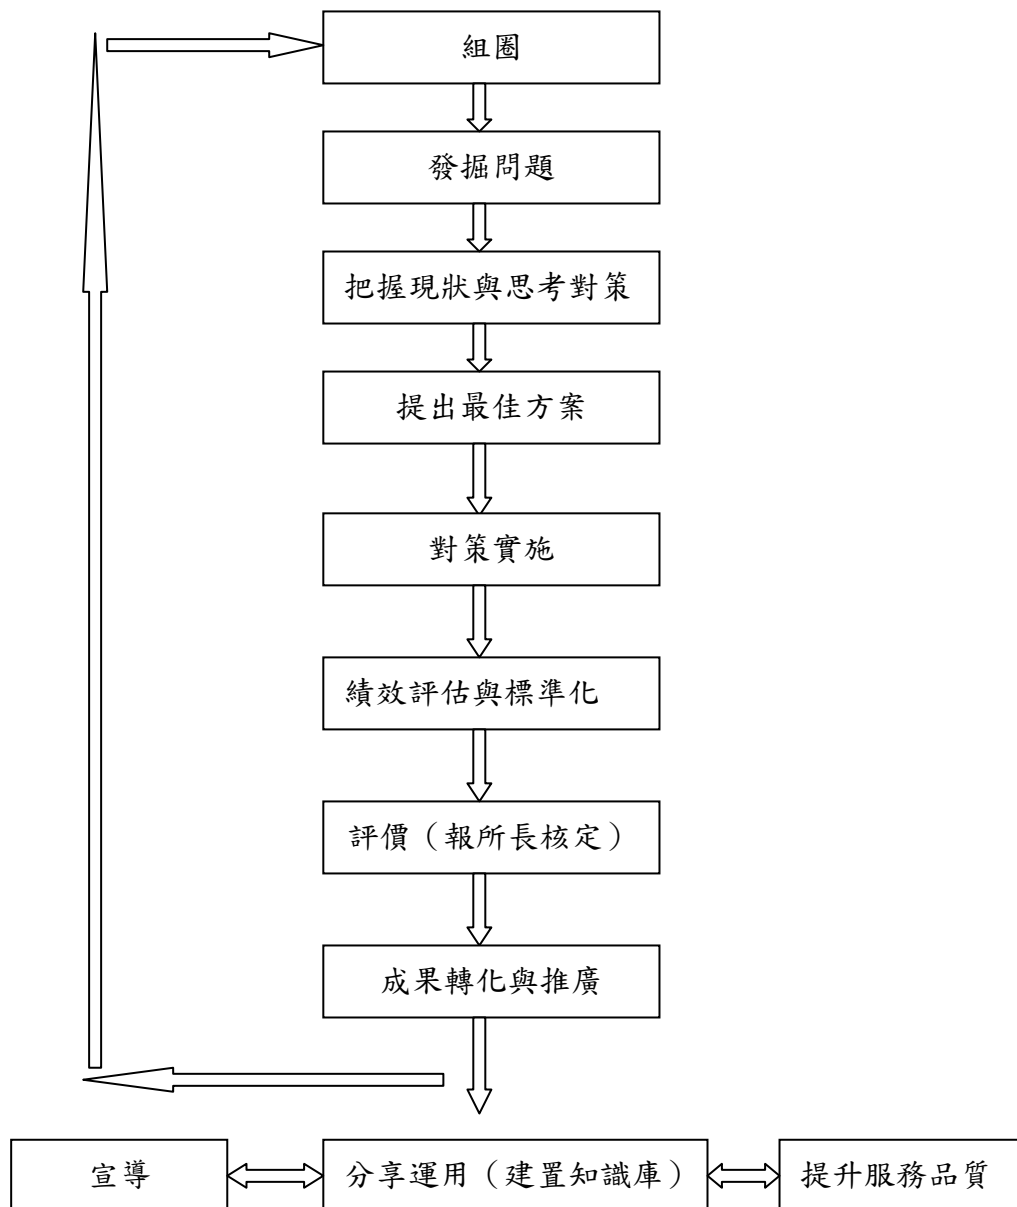 組圈
發掘問題
把握現狀與思考對策
提出最佳方案
對策實施
績效評估與標準化
評價（報所長核定）
成果轉化與推廣
宣導
分享運用（建置知識庫）
提升服務品質